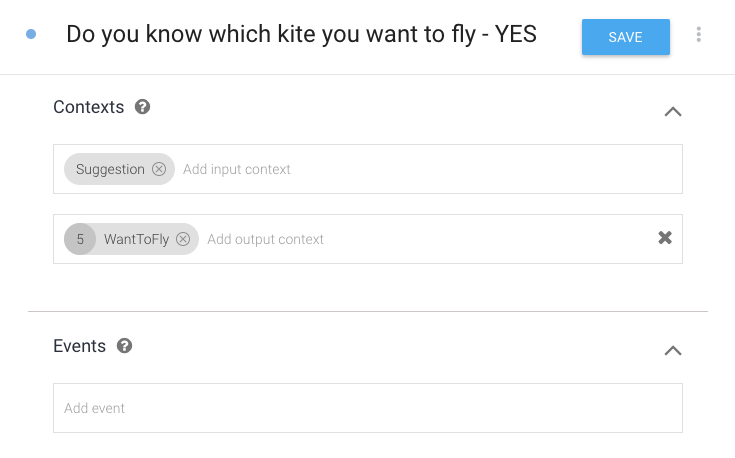 Do you know which kite you want to fly - YES
SAVE
Contexts
Suggestion Add input context
5 WantToFly Add output context
Events
Add event